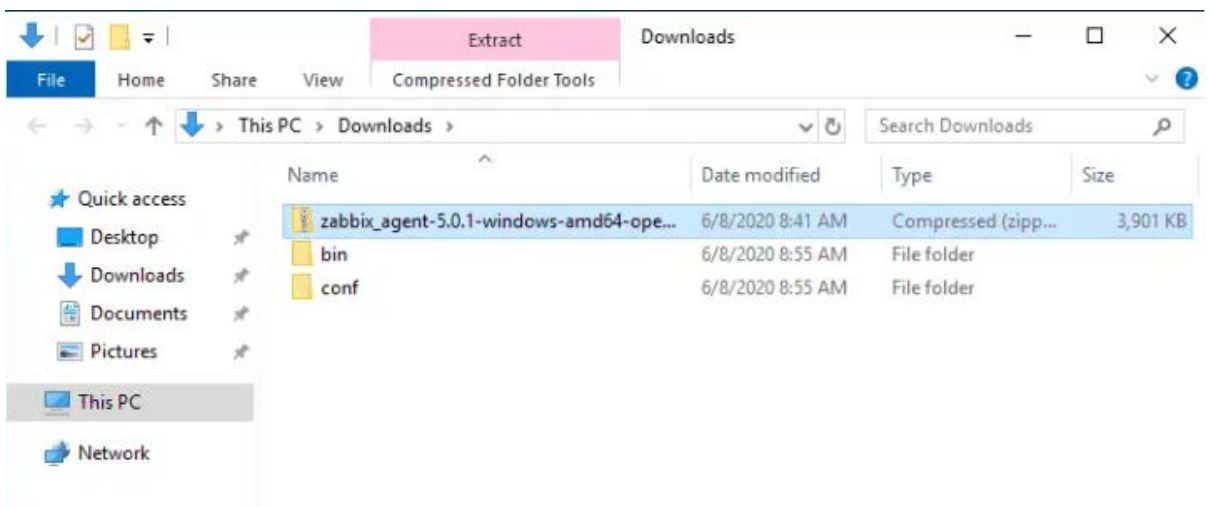 Extract Downloads
File Home Share View Compressed Folder Tools
This PC > Downloads > Search Downloads
Name Date modified Type Size
Quick access
zabbix_agent-5.0.1-windows-amd64-ope... 6/8/2020 8:41 AM Compressed (zipp... 3,901 KB
Desktop
bin 6/8/2020 8:55 AM File folder
Downloads
conf 6/8/2020 8:55 AM File folder
Documents
Pictures
This PC
Network